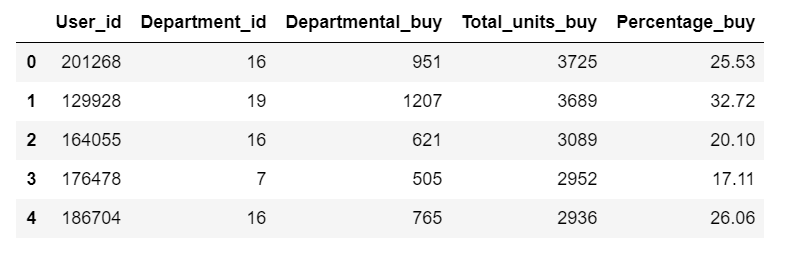 User_id Department_id Departmental_buy Total_units_buy Percentage_buy
0 201268 16 951 3725 25.53
1 129928 19 1207 3689 32.72
2 164055 16 621 3089 20.10
3 176478 7 505 2952 17.11
4 186704 16 765 2936 26.06